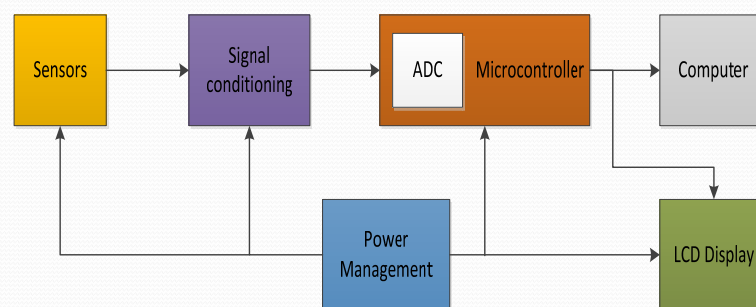 Sensors
Signal
conditioning
ADC
Microcontroller
Computer
Power
Management
LCD Display